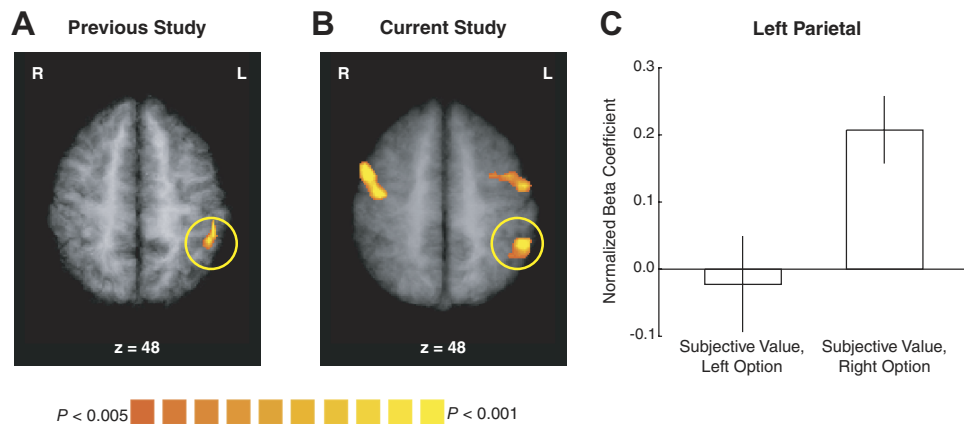 A Previous Study
R L
z = 48
B Current Study
R L
z = 48
P < 0.005 P < 0.001
C Left Parietal
Normalized Beta Coefficient
0.3
0.2
0.1
0.0
-0.1
Subjective Value, Left Option
Subjective Value, Right Option